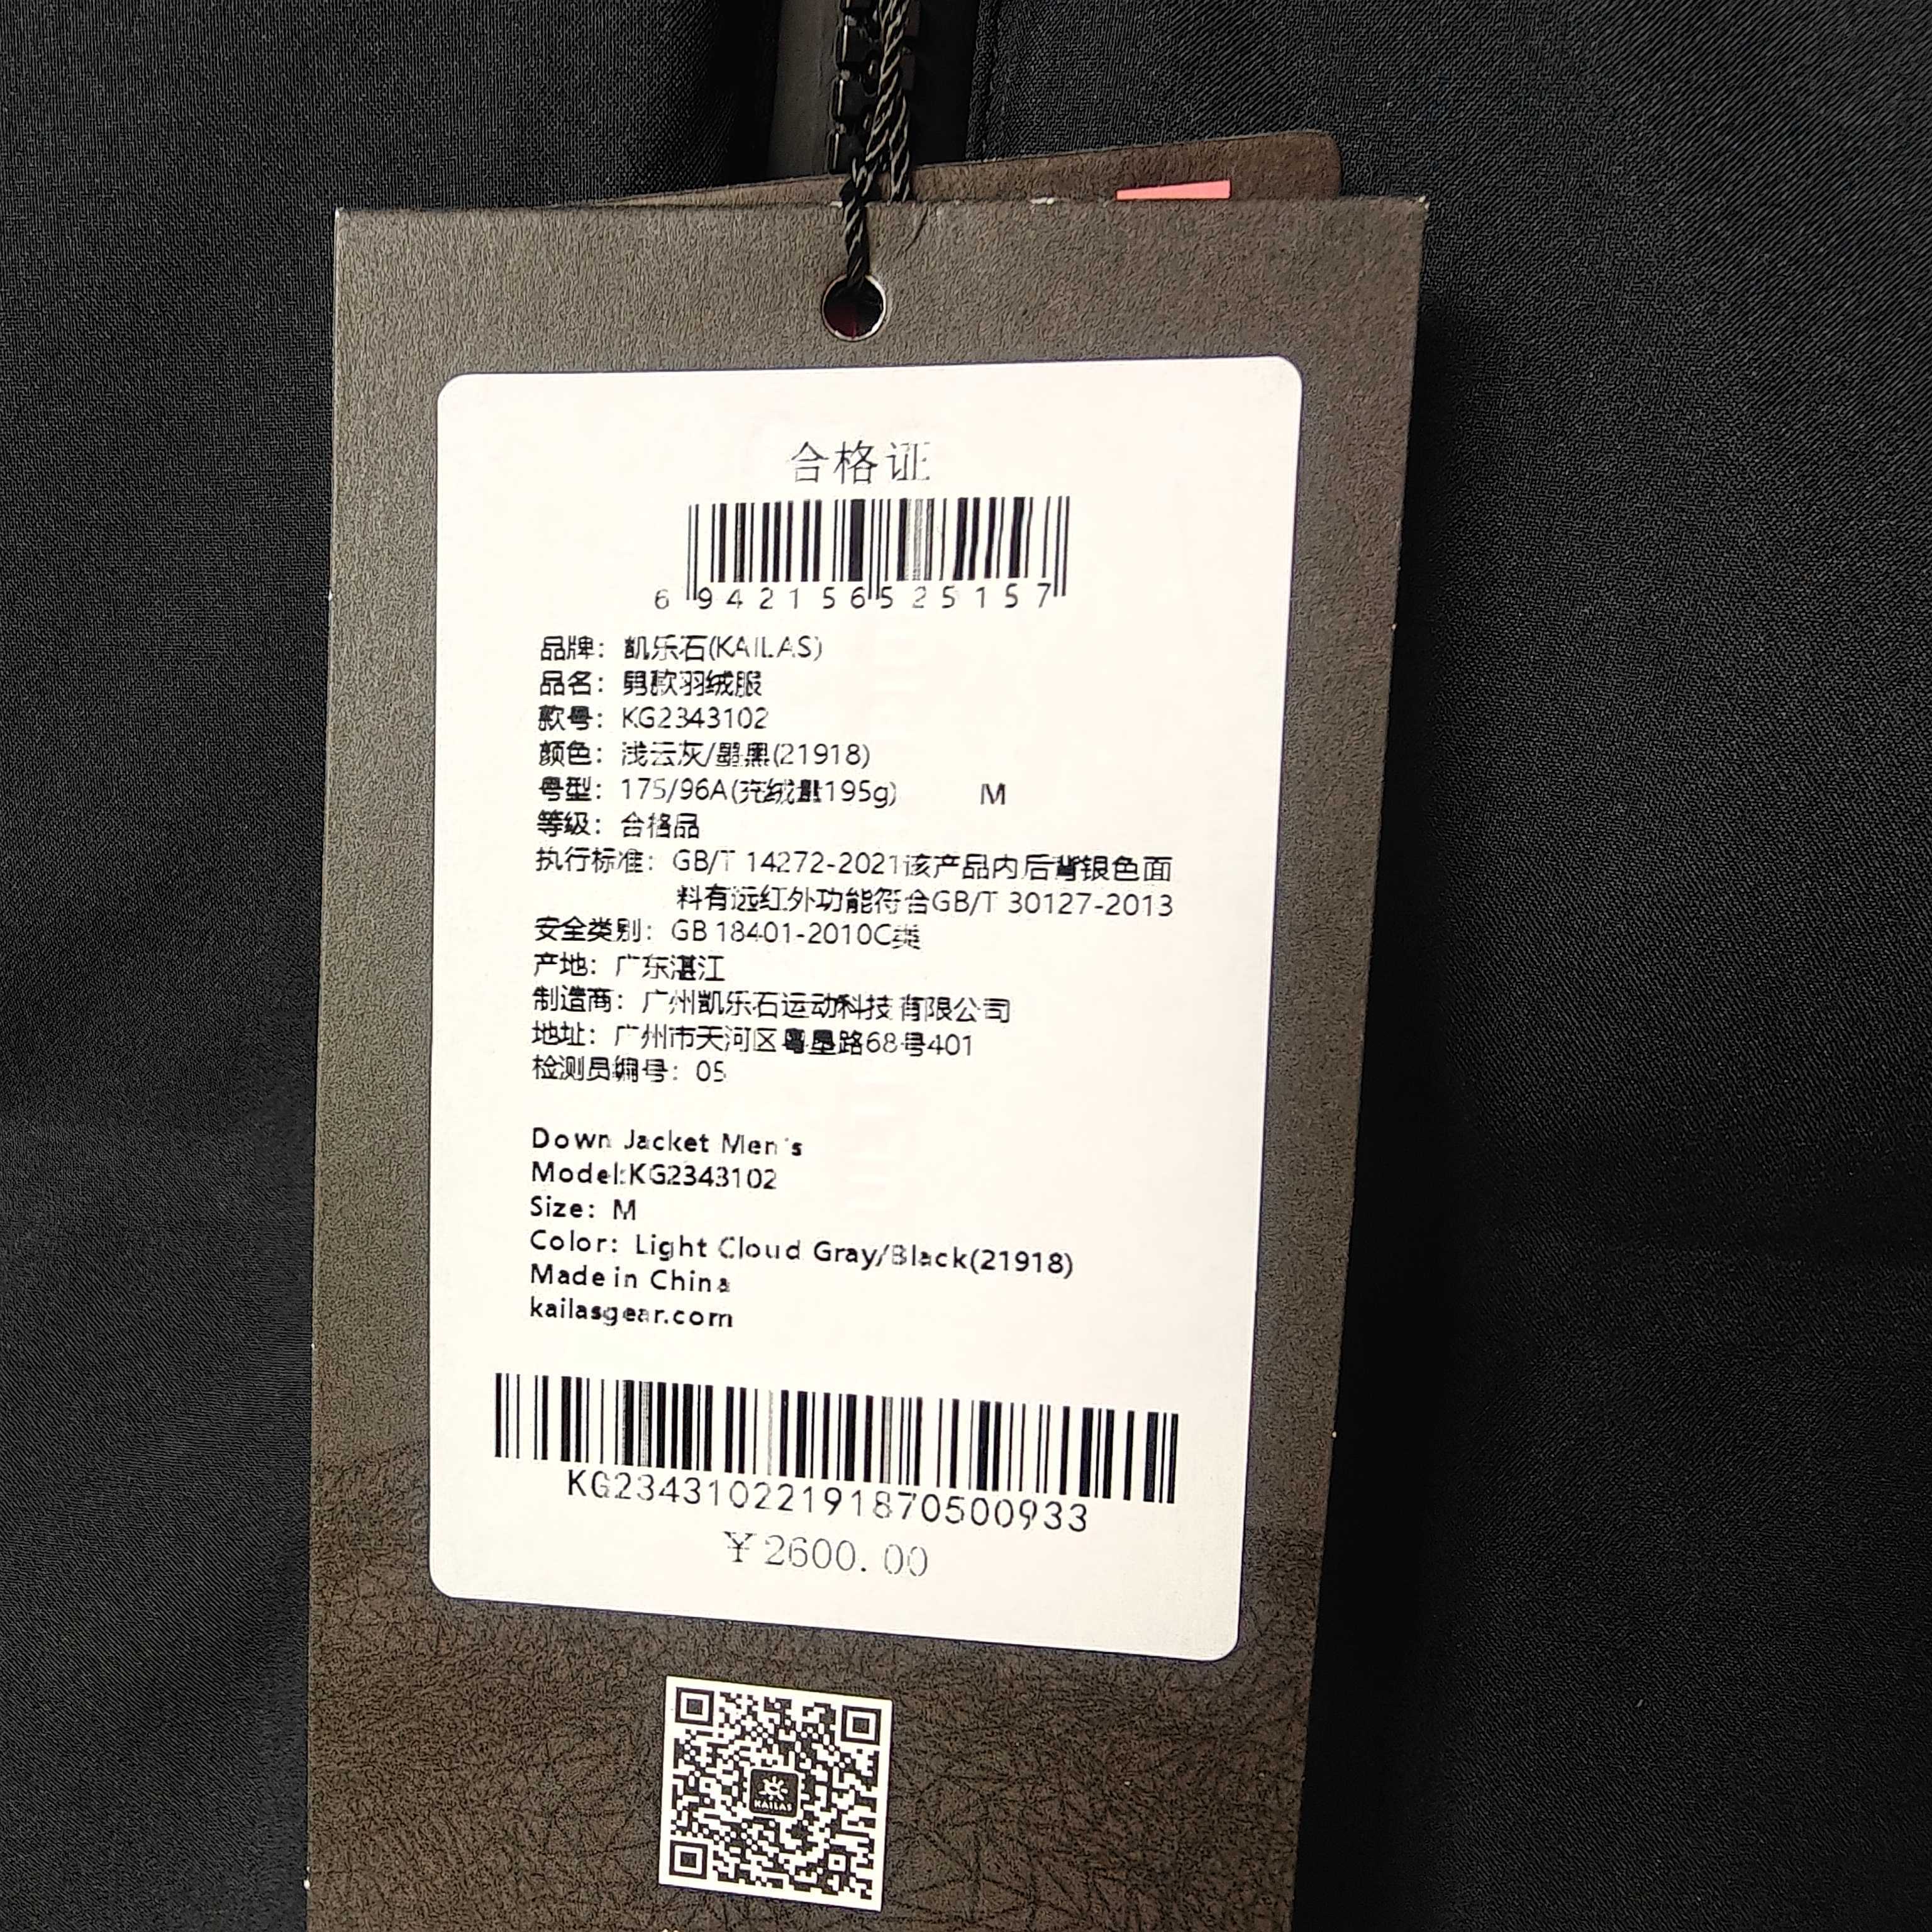 合格证
6 942156 525157
品牌：凯乐石(KAILAS)
品名：男款羽绒服
款号：KG2343102
颜色：浅云灰/墨黑(21918)
号型：175/96A(充绒量195g) M
等级：合格品
执行标准：GB/T 14272-2021该产品内后背银色面
料有远红外功能符合GB/T 30127-2013
安全类别：GB 18401-2010C类
产地：广东湛江
制造商：广州凯乐石运动科技有限公司
地址：广州市天河区粤垦路68号401
检测员编号：05
Down Jacket Men's
Model:KG2343102
Size: M
Color: Light Cloud Gray/Black(21918)
Made in China
kailasgear.com
KG23431022191870500933
￥2600.00
KAILAS